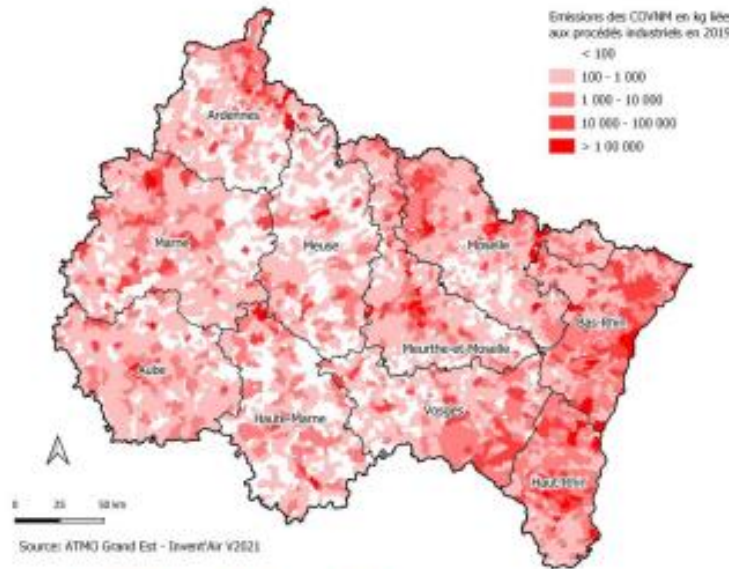 Emissions des COVNM en kg liées
aux procédés industriels en 2019
< 100
100 - 1 000
1 000 - 10 000
10 000 - 100 000
> 1 00 000
Ardennes
Marne
Meuse
Moselle
Bas-Rhin
Meurthe-et-Moselle
Aube
Haute-Marne
Vosges
Haut-Rhin
0 25 50 km
Source: ATMO Grand Est - Invent'Air V2021